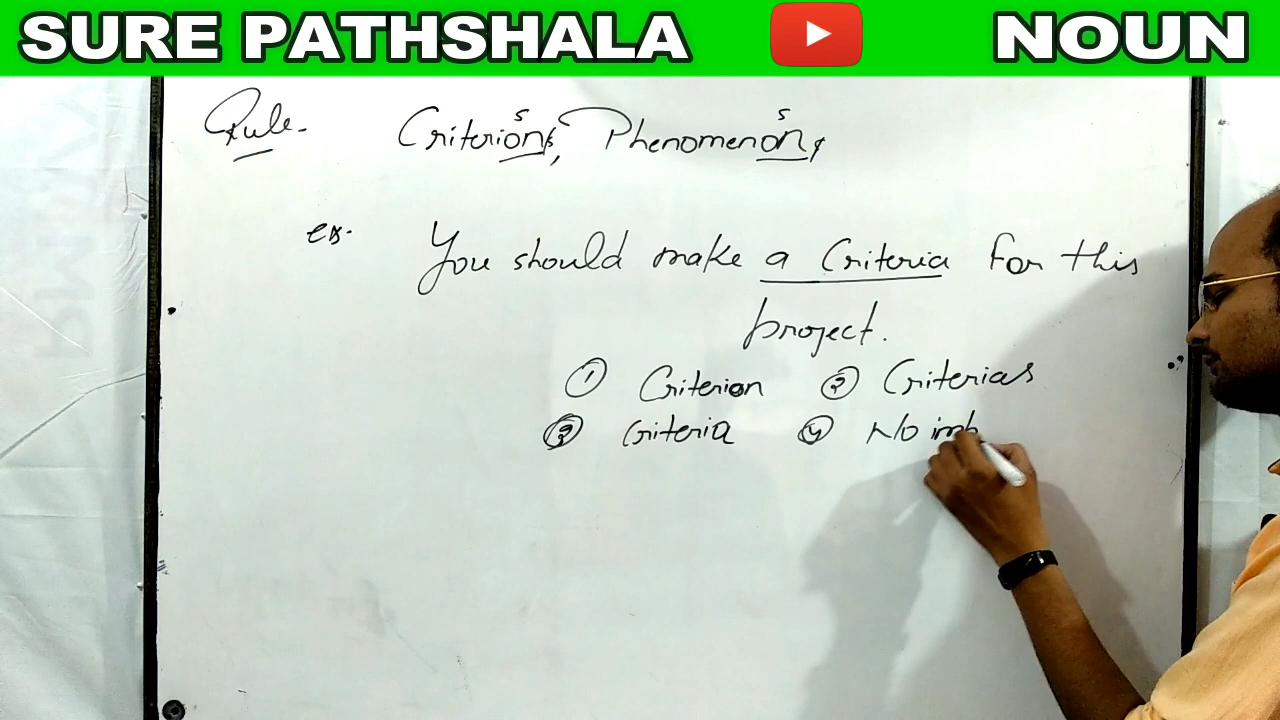 SURE PATHSHALA NOUN
Rule- Criterions, Phenomenons
ex. You should make a Criteria for this
project.
① Criterion ② Criterias
③ Criteria ④ No imp